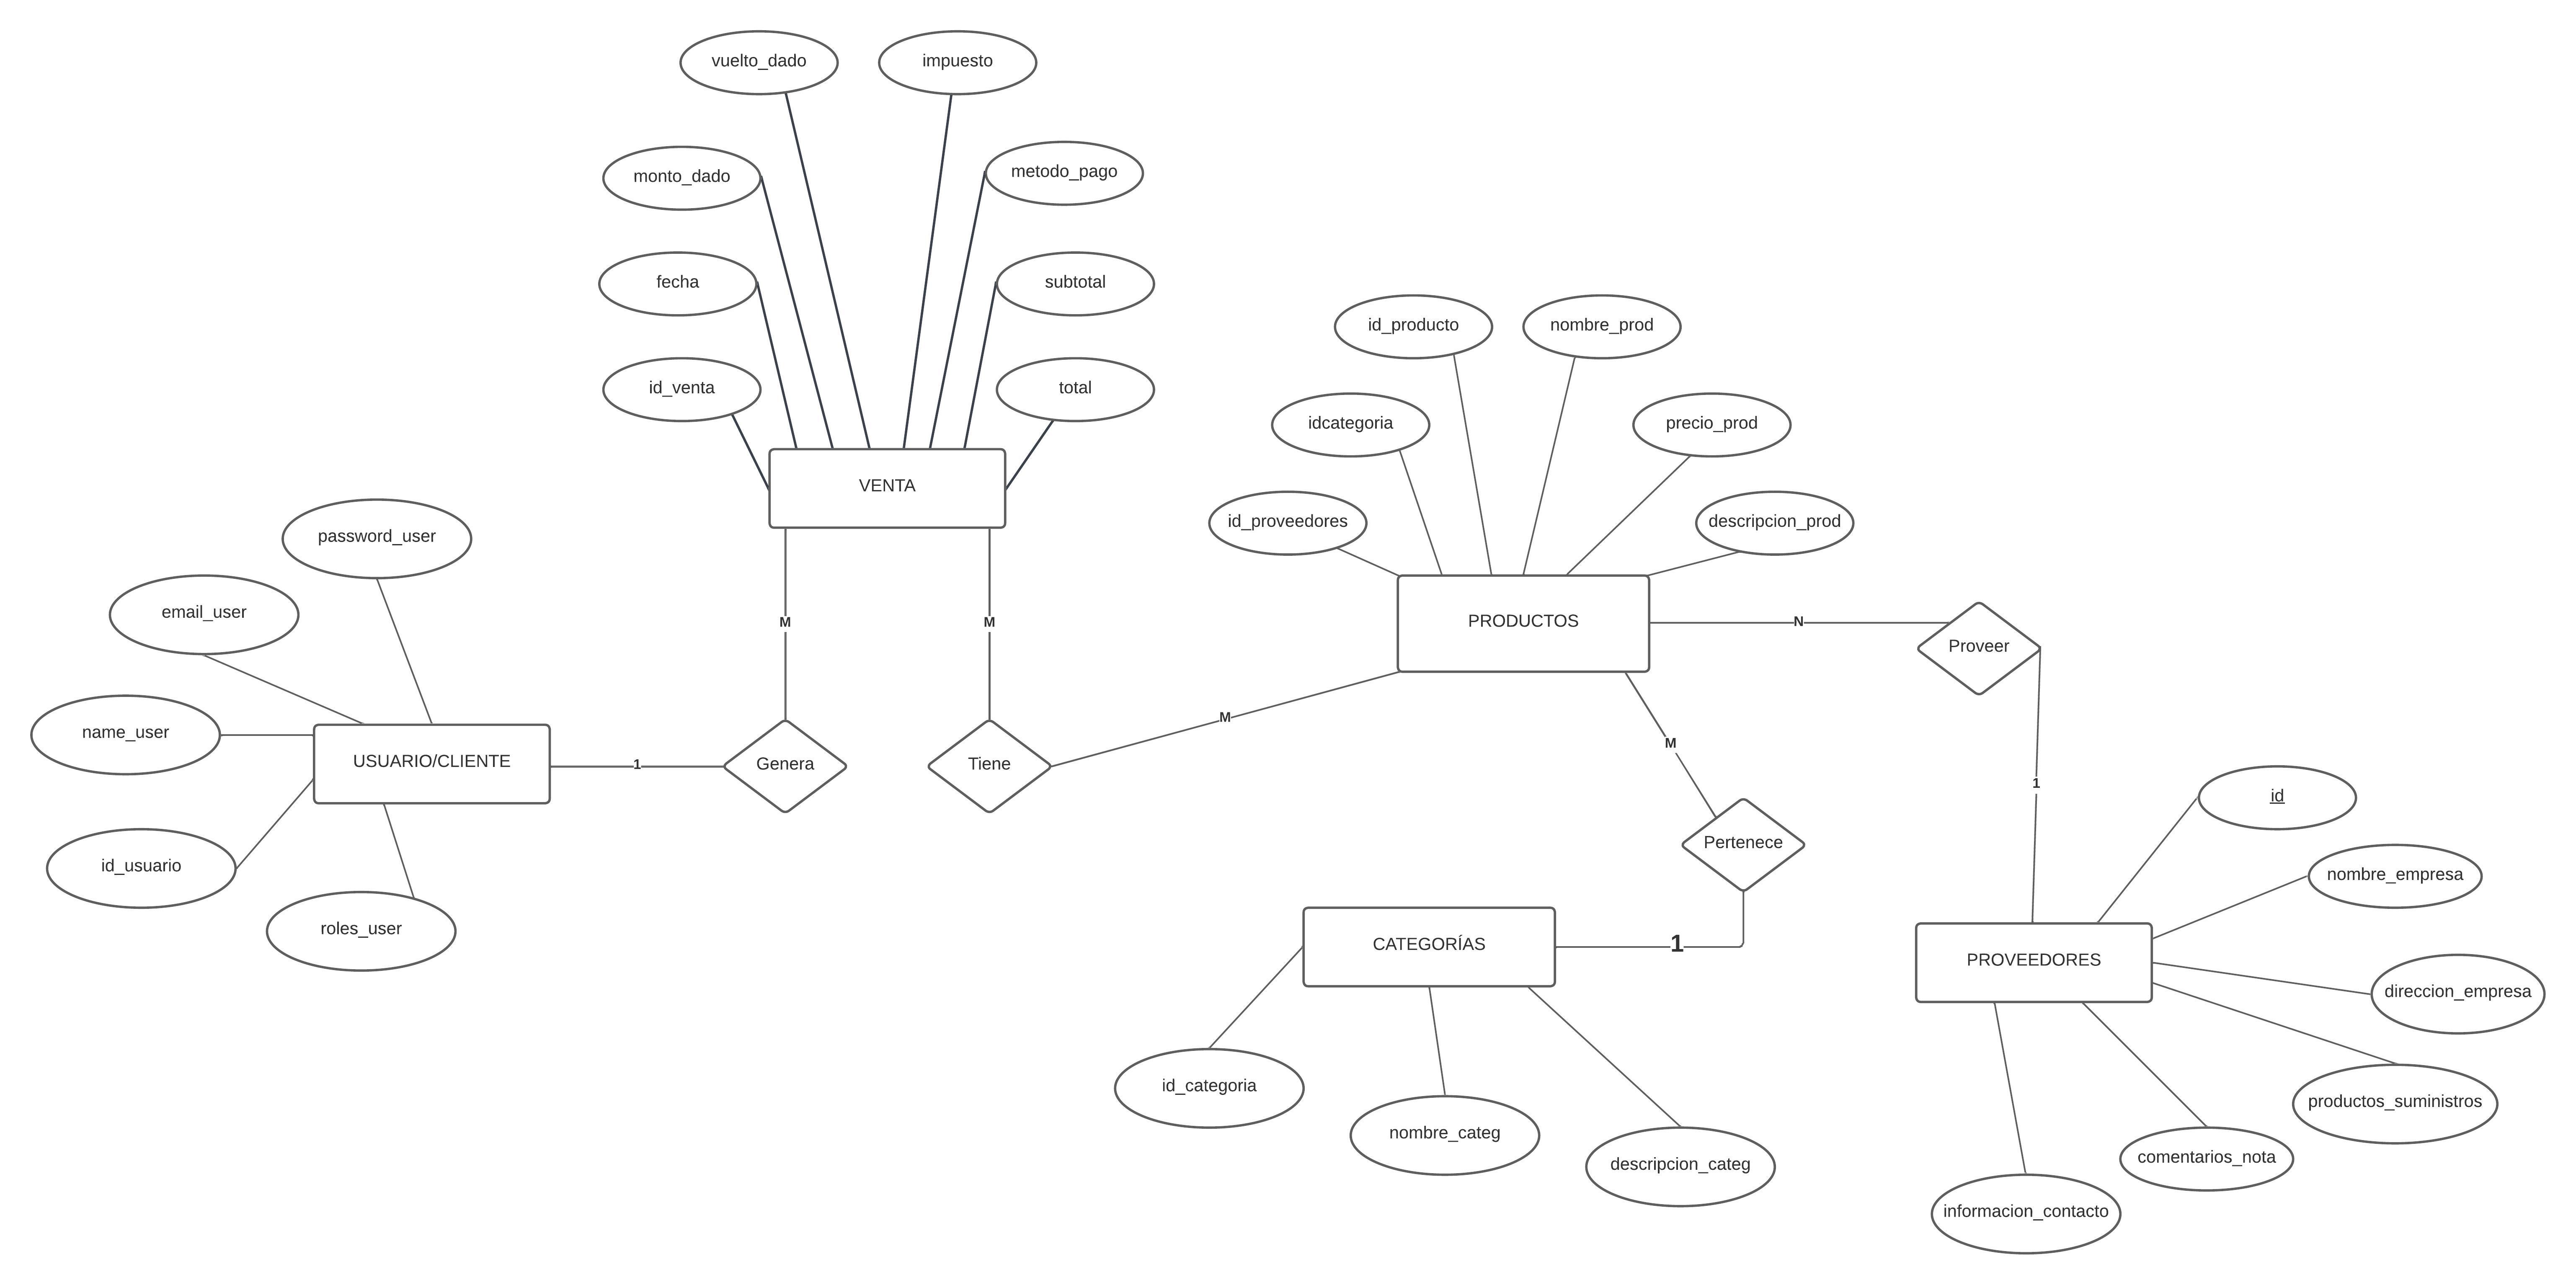 vuelto_dado
impuesto
monto_dado
metodo_pago
fecha
subtotal
id_venta
total
VENTA
id_producto
nombre_prod
idcategoria
precio_prod
id_proveedores
descripcion_prod
PRODUCTOS
password_user
email_user
name_user
USUARIO/CLIENTE
id_usuario
roles_user
1
M
Genera
M
Tiene
M
N
Proveer
M
Pertenece
1
1
CATEGORÍAS
id_categoria
nombre_categ
descripcion_categ
PROVEEDORES
id
nombre_empresa
direccion_empresa
productos_suministros
comentarios_nota
informacion_contacto